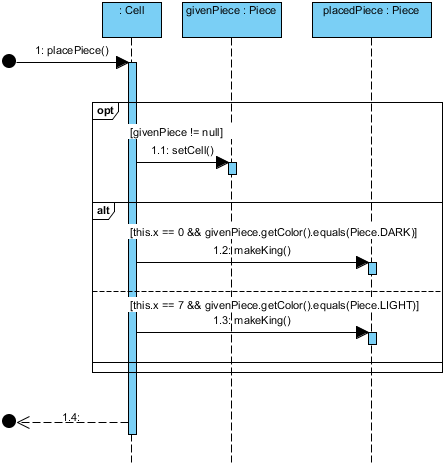 : Cell
givenPiece : Piece
placedPiece : Piece
1: placePiece()
opt
[givenPiece != null]
1.1: setCell()
alt
[this.x == 0 && givenPiece.getColor().equals(Piece.DARK)]
1.2: makeKing()
[this.x == 7 && givenPiece.getColor().equals(Piece.LIGHT)]
1.3: makeKing()
1.4: